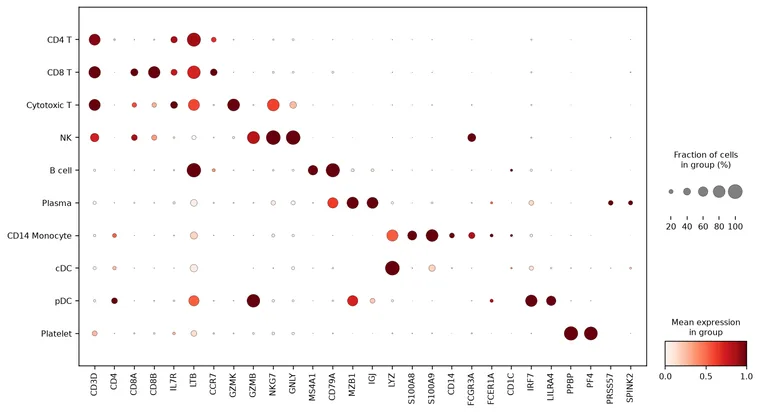 CD4 T
CD8 T
Cytotoxic T
NK
B cell
Plasma
CD14 Monocyte
cDC
pDC
Platelet
CD3D
CD4
CD8A
CD8B
IL7R
LTB
CCR7
GZMK
GZMB
NKG7
GNLY
MS4A1
CD79A
MZB1
IGJ
LYZ
S100A8
S100A9
CD14
FCGR3A
FCER1A
CD1C
IRF7
LILRA4
PPBP
PF4
PRSS57
SPINK2
Fraction of cells
in group (%)
20 40 60 80 100
Mean expression
in group
0.0 0.5 1.0